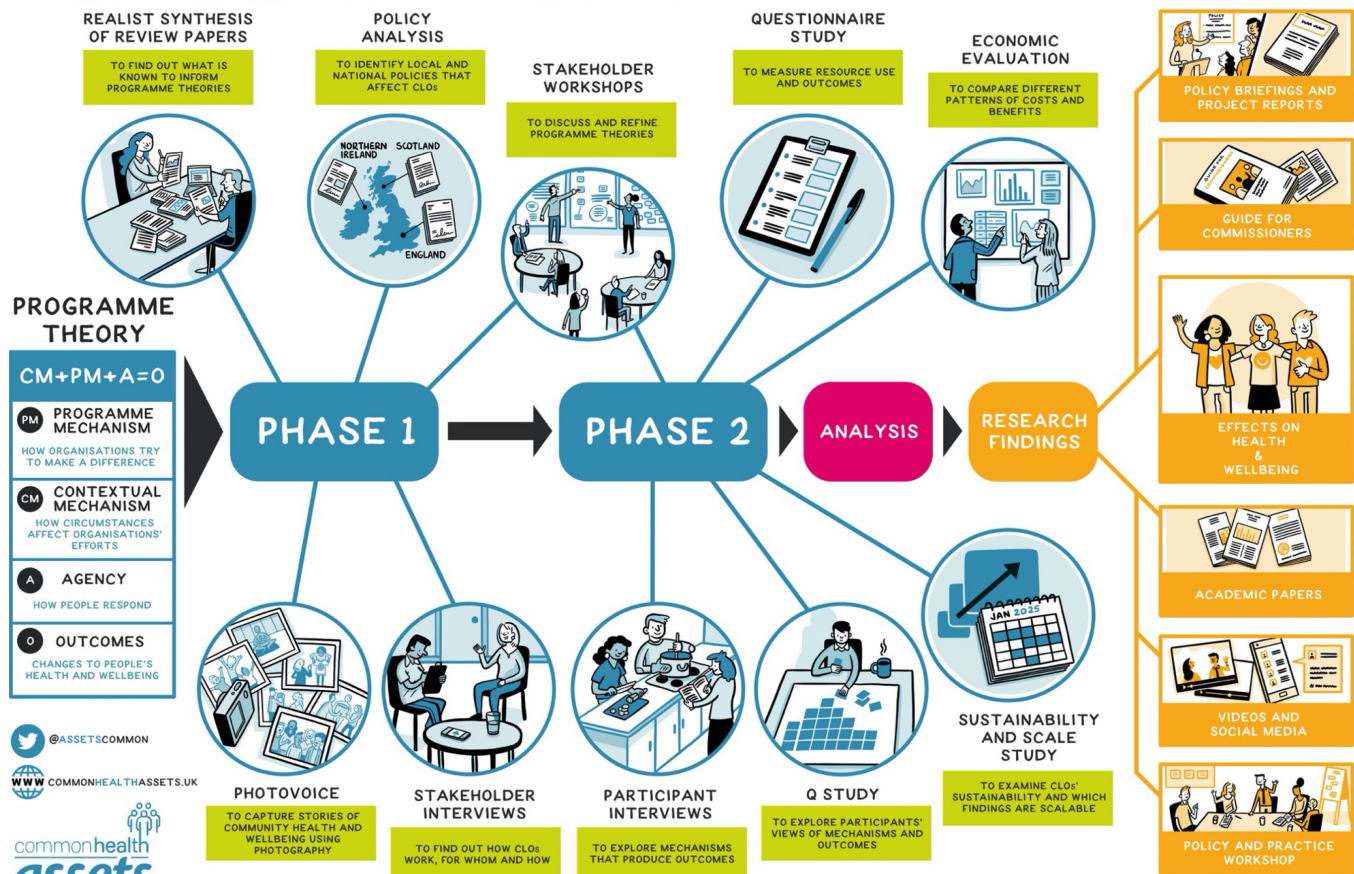 REALIST SYNTHESIS
OF REVIEW PAPERS
TO FIND OUT WHAT IS
KNOWN TO INFORM
PROGRAMME THEORIES
POLICY
ANALYSIS
TO IDENTIFY LOCAL AND
NATIONAL POLICIES THAT
AFFECT CLOs
NORTHERN
IRELAND
SCOTLAND
ENGLAND
STAKEHOLDER
WORKSHOPS
TO DISCUSS AND REFINE
PROGRAMME THEORIES
QUESTIONNAIRE
STUDY
TO MEASURE RESOURCE USE
AND OUTCOMES
ECONOMIC
EVALUATION
TO COMPARE DIFFERENT
PATTERNS OF COSTS AND
BENEFITS
PROGRAMME
THEORY
CM+PM+A=O
PM
PROGRAMME
MECHANISM
HOW ORGANISATIONS TRY
TO MAKE A DIFFERENCE
CM
CONTEXTUAL
MECHANISM
HOW CIRCUMSTANCES
AFFECT ORGANISATIONS'
EFFORTS
A
AGENCY
HOW PEOPLE RESPOND
O
OUTCOMES
CHANGES TO PEOPLE'S
HEALTH AND WELLBEING
PHASE 1
PHASE 2
ANALYSIS
RESEARCH
FINDINGS
PHOTOVOICE
TO CAPTURE STORIES OF
COMMUNITY HEALTH AND
WELLBEING USING
PHOTOGRAPHY
STAKEHOLDER
INTERVIEWS
TO FIND OUT HOW CLOs
WORK, FOR WHOM AND HOW
PARTICIPANT
INTERVIEWS
TO EXPLORE MECHANISMS
THAT PRODUCE OUTCOMES
Q STUDY
TO EXPLORE PARTICIPANTS'
VIEWS OF MECHANISMS AND
OUTCOMES
JAN 2025
SUSTAINABILITY
AND SCALE
STUDY
TO EXAMINE CLOs'
SUSTAINABILITY AND WHICH
FINDINGS ARE SCALABLE
POLICY
POLICY BRIEFINGS AND
PROJECT REPORTS
GUIDE FOR
COMMISSIONERS
GUIDE FOR
COMMISSIONERS
EFFECTS ON
HEALTH
&
WELLBEING
ACADEMIC PAPERS
VIDEOS AND
SOCIAL MEDIA
POLICY AND PRACTICE
WORKSHOP
@ASSETSCOMMON
WWW COMMONHEALTHASSETS.UK
commonhealth
assets